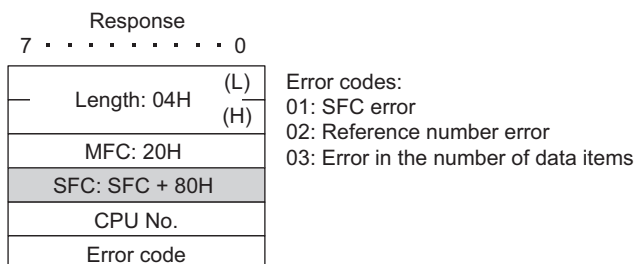 Response
7 · · · · · · · · · 0
Length: 04H
(L)
(H)
MFC: 20H
SFC: SFC + 80H
CPU No.
Error code
Error codes:
01: SFC error
02: Reference number error
03: Error in the number of data items